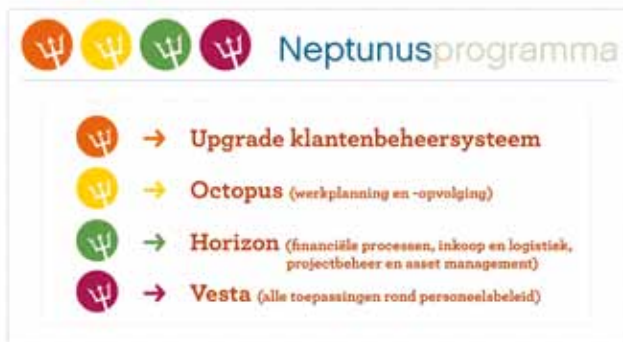 Neptunusprogramma
Upgrade klantenbeheersysteem
Octopus (werkplanning en -opvolging)
Horizon (financiële processen, inkoop en logistiek,
projectbeheer en asset management)
Vesta (alle toepassingen rond personeelsbeleid)